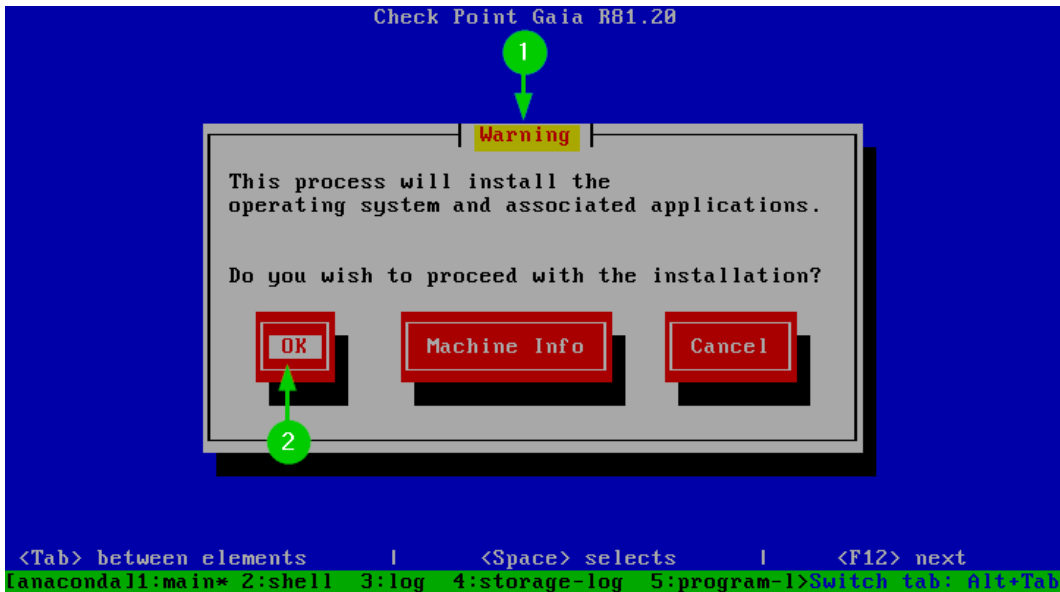 Check Point Gaia R81.20
1
Warning
This process will install the
operating system and associated applications.
Do you wish to proceed with the installation?
OK Machine Info Cancel
2
<Tab> between elements | <Space> selects | <F12> next
[anaconda]1:main* 2:shell 3:log 4:storage-log 5:program-l>Switch tab: Alt+Tab